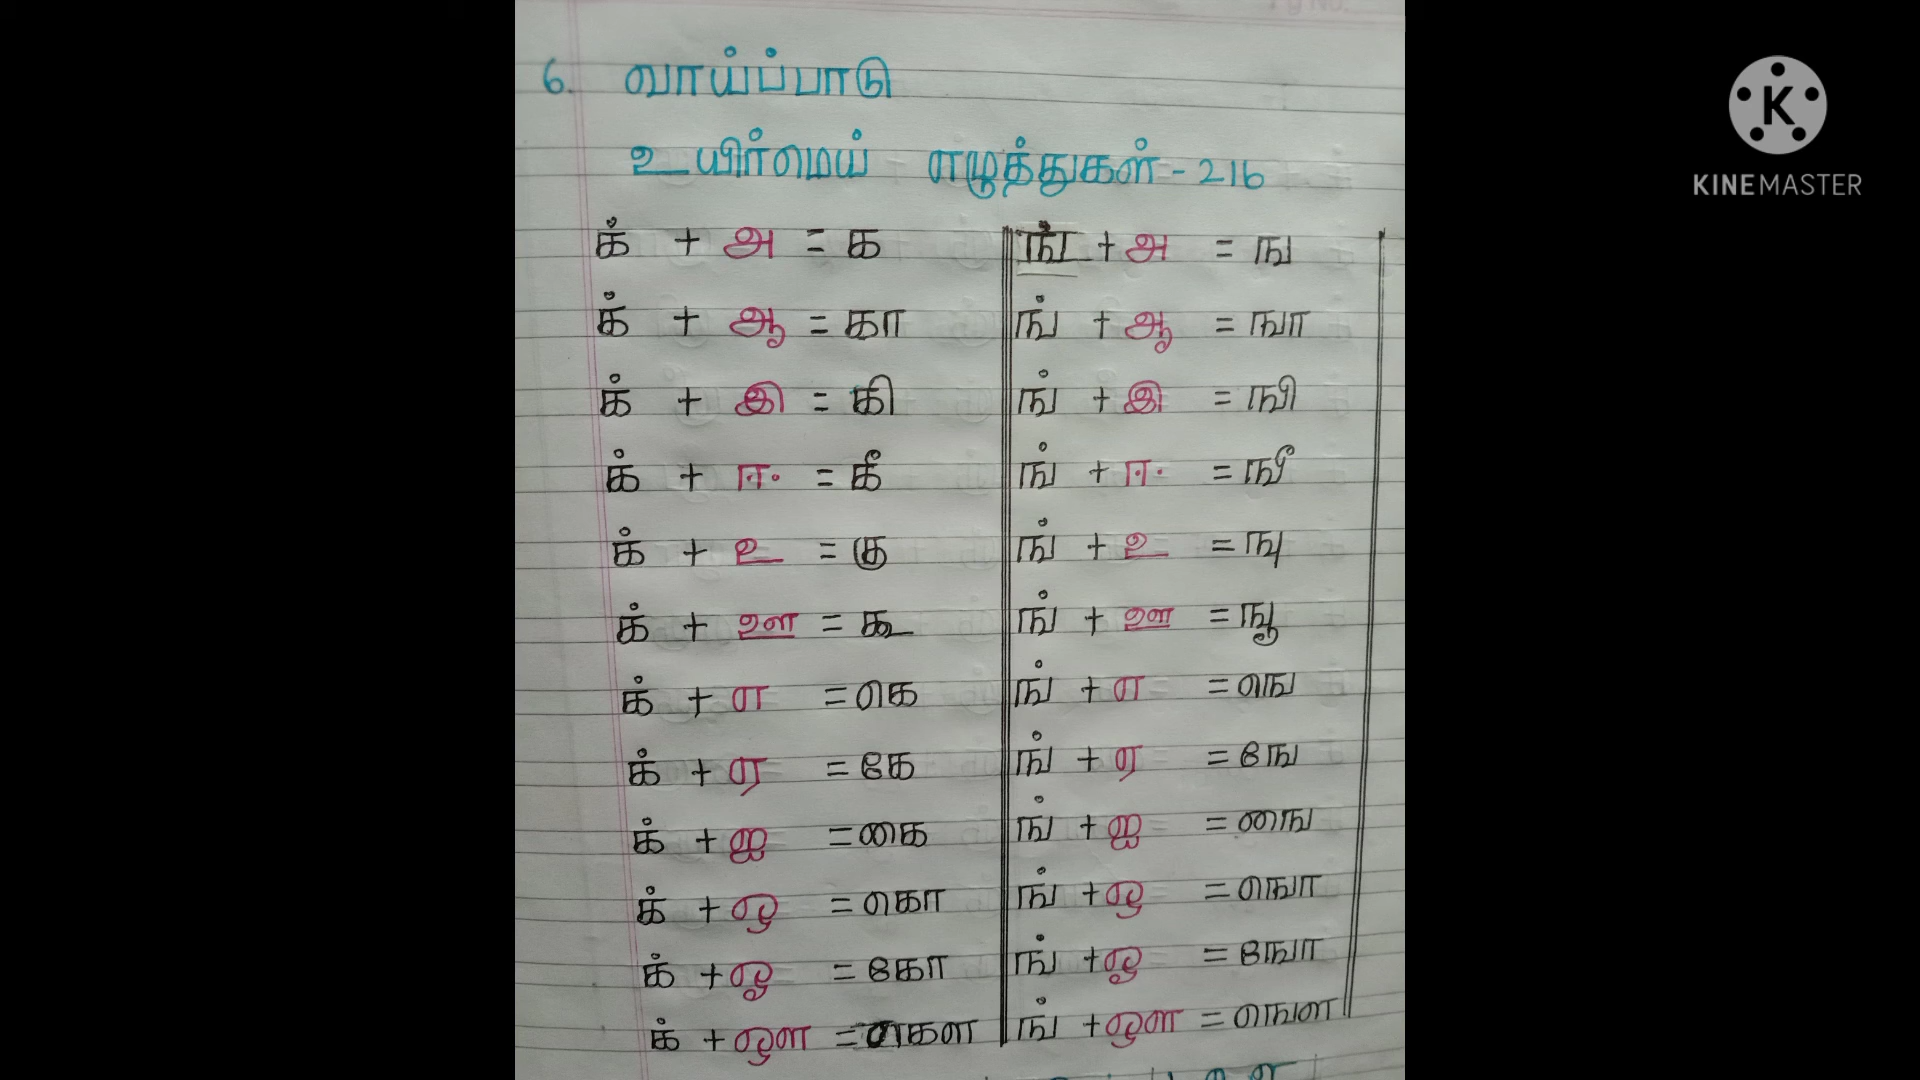 6. வாய்ப்பாடு
உயிர்மெய் எழுத்துகள் - 216
க் + அ = க ங் + அ = ங
க் + ஆ = கா ங் + ஆ = ஙா
க் + இ = கி ங் + இ = ஙி
க் + ஈ = கீ ங் + ஈ = ஙீ
க் + உ = கு ங் + உ = ஙு
க் + ஊ = கூ ங் + ஊ = ஙூ
க் + எ = கெ ங் + எ = ஙெ
க் + ஏ = கே ங் + ஏ = ஙே
க் + ஐ = கை ங் + ஐ = ஙை
க் + ஒ = கொ ங் + ஒ = ஙொ
க் + ஓ = கோ ங் + ஓ = ஙோ
க் + ஔ = கௌ ங் + ஔ = ஙௌ
K
KINEMASTER